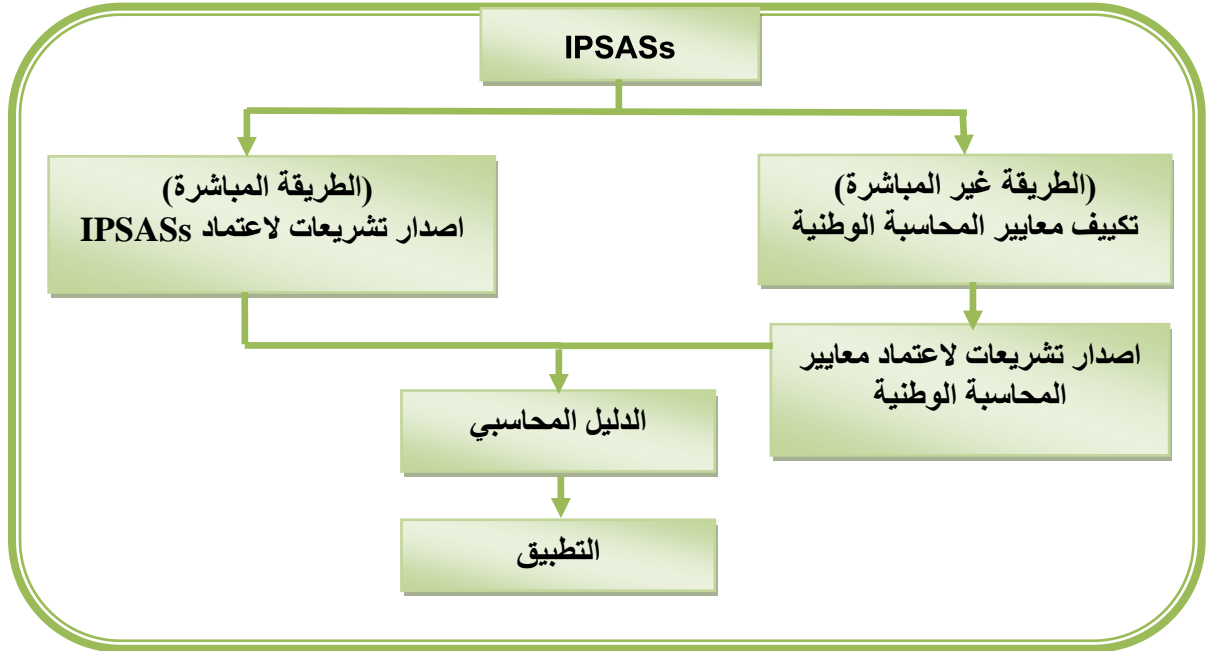 IPSASs
(الطريقة غير المباشرة)
تكييف معايير المحاسبة الوطنية
(الطريقة المباشرة)
اصدار تشريعات لاعتماد IPSASs
اصدار تشريعات لاعتماد معايير
المحاسبة الوطنية
الدليل المحاسبي
التطبيق